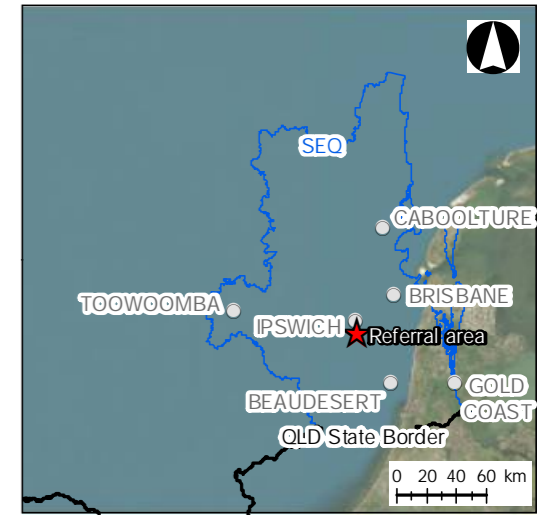 SEQ
CABOOLTURE
BRISBANE
TOOWOOMBA
IPSWICH
Referral area
BEAUDESERT
GOLD
COAST
QLD State Border
0 20 40 60 km